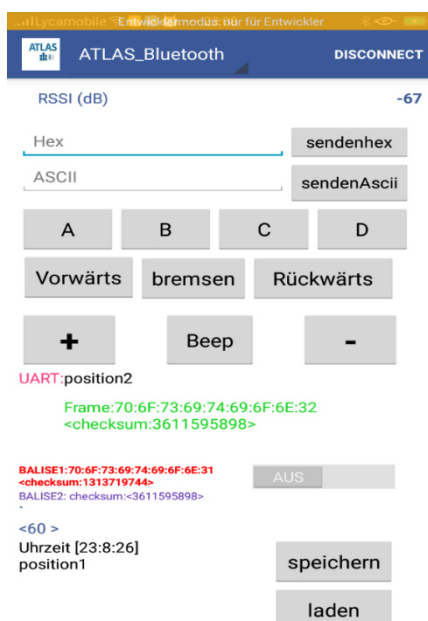 Lycamobile
Entwicklermodus: nur für Entwickler
ATLAS
ATLAS_Bluetooth
DISCONNECT
RSSI (dB)
-67
Hex
sendenhex
ASCII
sendenAscii
A
B
C
D
Vorwärts
bremsen
Rückwärts
+
Beep
-
UART:position2
Frame:70:6F:73:69:74:69:6F:6E:32
<checksum:3611595898>
BALISE1:70:6F:73:69:74:69:6F:6E:31
<checksum:1313719744>
AUS
BALISE2: checksum:<3611595898>
`
<60 >
Uhrzeit [23:8:26]
position1
speichern
laden